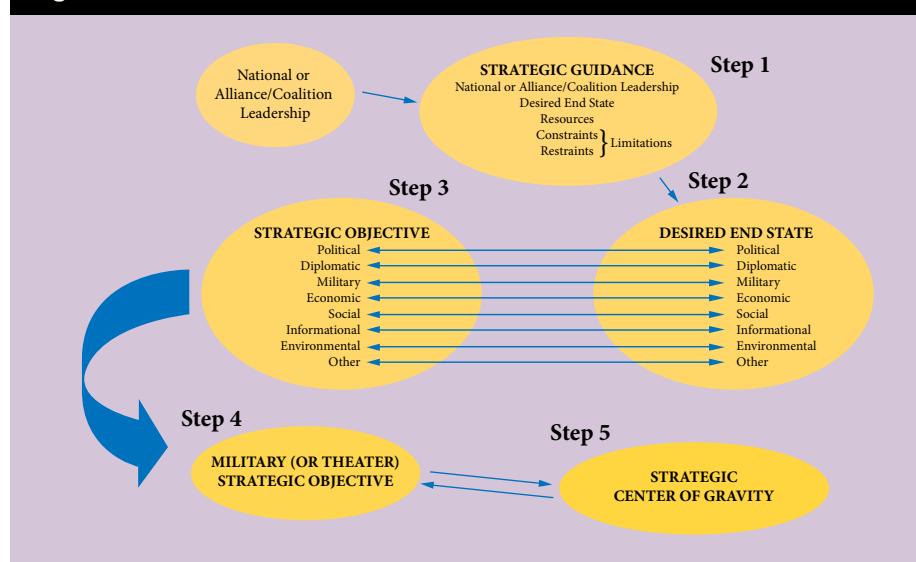 National or
Alliance/Coalition
Leadership
Step 1
STRATEGIC GUIDANCE
National or Alliance/Coalition Leadership
Desired End State
Resources
Constraints
Restraints
} Limitations
Step 2
DESIRED END STATE
Political
Diplomatic
Military
Economic
Social
Informational
Environmental
Other
Step 3
STRATEGIC OBJECTIVE
Political
Diplomatic
Military
Economic
Social
Informational
Environmental
Other
Step 4
MILITARY (OR THEATER)
STRATEGIC OBJECTIVE
Step 5
STRATEGIC
CENTER OF GRAVITY